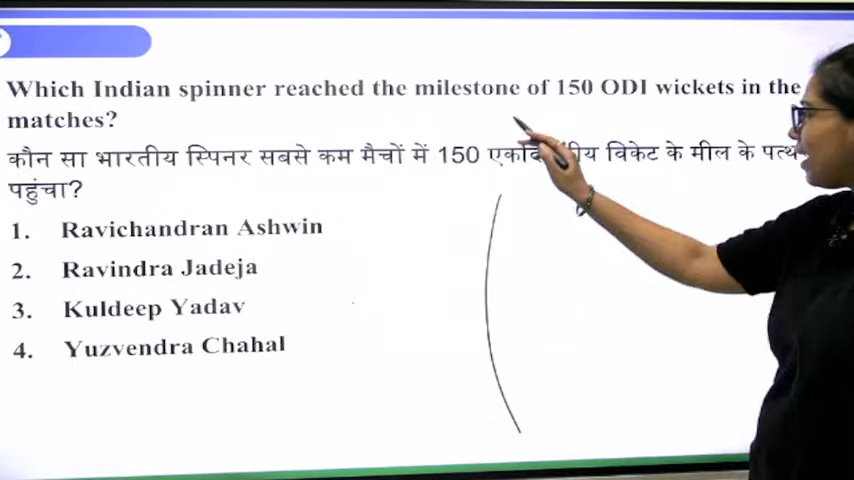 Which Indian spinner reached the milestone of 150 ODI wickets in the
matches?
कौन सा भारतीय स्पिनर सबसे कम मैचों में 150 विकेट के मील के
पहुंचा?
1. Ravichandran Ashwin
2. Ravindra Jadeja
3. Kuldeep Yadav
4. Yuzvendra Chahal